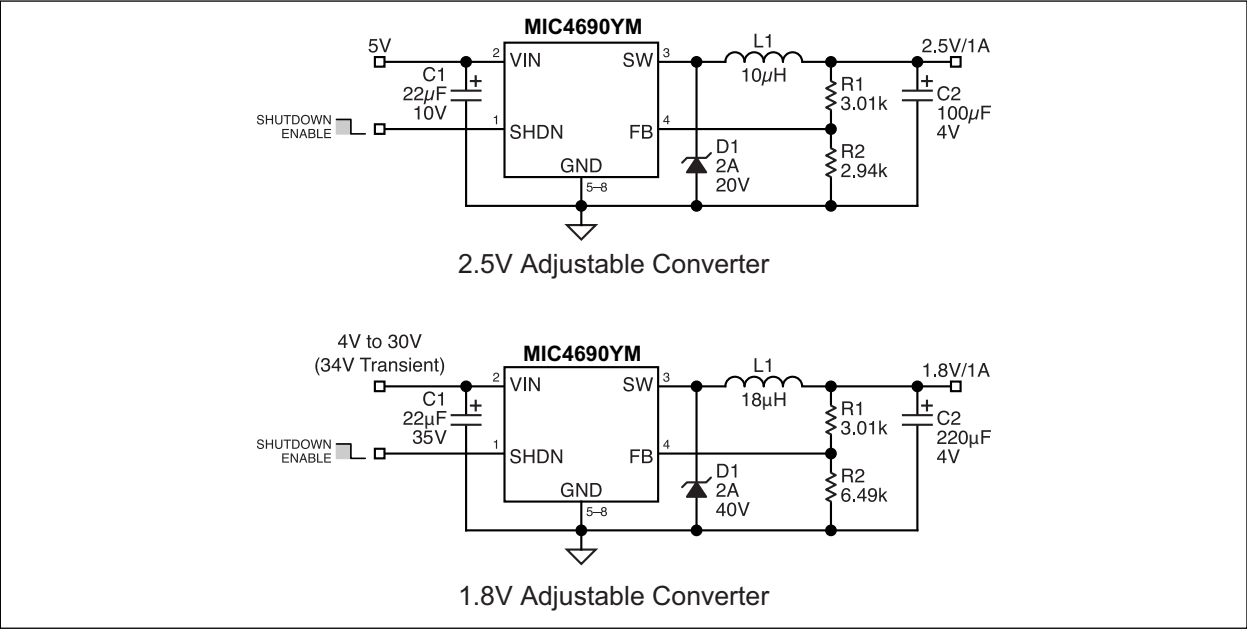 MIC4690YM
5V
2
VIN
SW
3
L1
10µH
2.5V/1A
C1
22µF
10V
+
R1
3.01k
+
C2
100µF
4V
SHUTDOWN
ENABLE
1
SHDN
FB
4
GND
5–8
D1
2A
20V
R2
2.94k
2.5V Adjustable Converter
4V to 30V
(34V Transient)
MIC4690YM
2
VIN
SW
3
L1
18µH
1.8V/1A
C1
22µF
35V
+
R1
3.01k
+
C2
220µF
4V
SHUTDOWN
ENABLE
1
SHDN
FB
4
GND
5–8
D1
2A
40V
R2
6.49k
1.8V Adjustable Converter